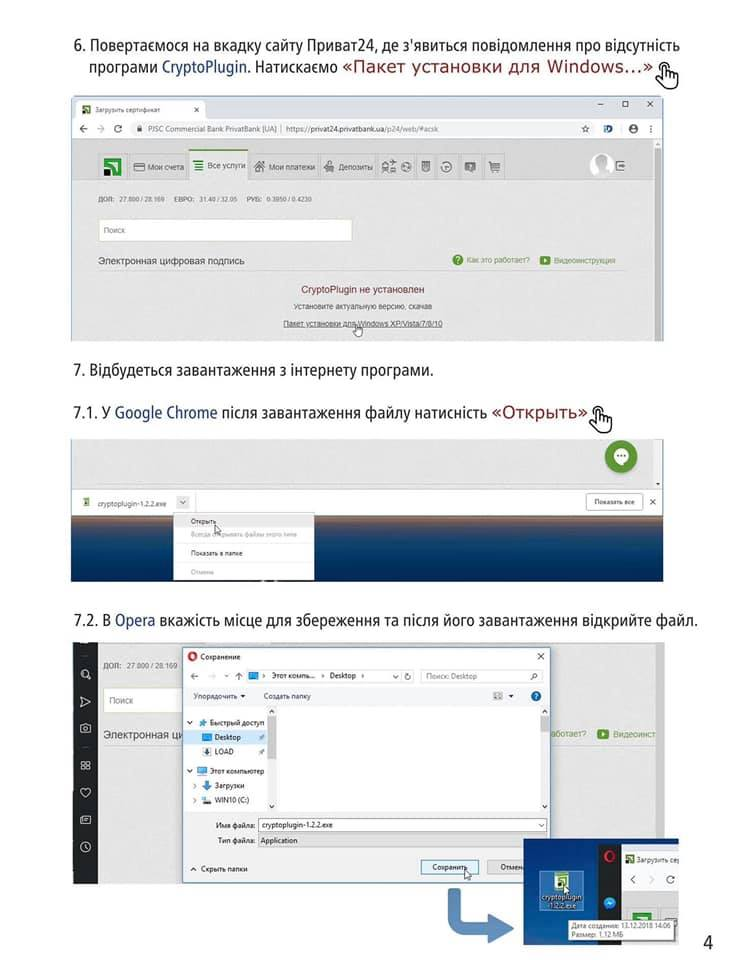 6. Повертаємося на вкадку сайту Приват24, де з'явиться повідомлення про відсутність
програми CryptoPlugin. Натискаємо «Пакет установки для Windows...»
Загрузить сертификат
PJSC Commercial Bank PrivatBank [UA] | https://privat24.privatbank.ua/p24/web/#acsk
Мои счета Все услуги Мои платежи Депозиты
ДОЛ: 27.800 / 28.169 ЕВРО: 31.40 / 32.05 РУБ: 0.3950 / 0.4230
Поиск
Электронная цифровая подпись Как это работает? Видеоинструкция
CryptoPlugin не установлен
Установите актуальную версию, скачав
Пакет установки для Windows XP/Vista/7/8/10
7. Відбудеться завантаження з інтернету програми.
7.1. У Google Chrome після завантаження файлу натисність «Открыть»
cryptoplugin-1.2.2.exe Показать все
Открыть
Всегда открывать файлы этого типа
Показать в папке
Отмена
7.2. В Opera вкажість місце для збереження та після його завантаження відкрийте файл.
Сохранение
ДОЛ: 27.800 / 28.169
Этот компь... Desktop Поиск: Desktop
Упорядочить Создать папку
Поиск
Быстрый доступ
Desktop
LOAD
Электронная ци аботает? Видеоинст
Этот компьютер
Загрузки
WIN10 (C:)
Имя файла: cryptoplugin-1.2.2.exe
Тип файла: Application
Скрыть папки Сохранить Отмен
Загрузить сер
cryptoplugin
-1.2.2.exe
Дата создания: 13.12.2018 14:06
Размер: 1,12 МБ
4